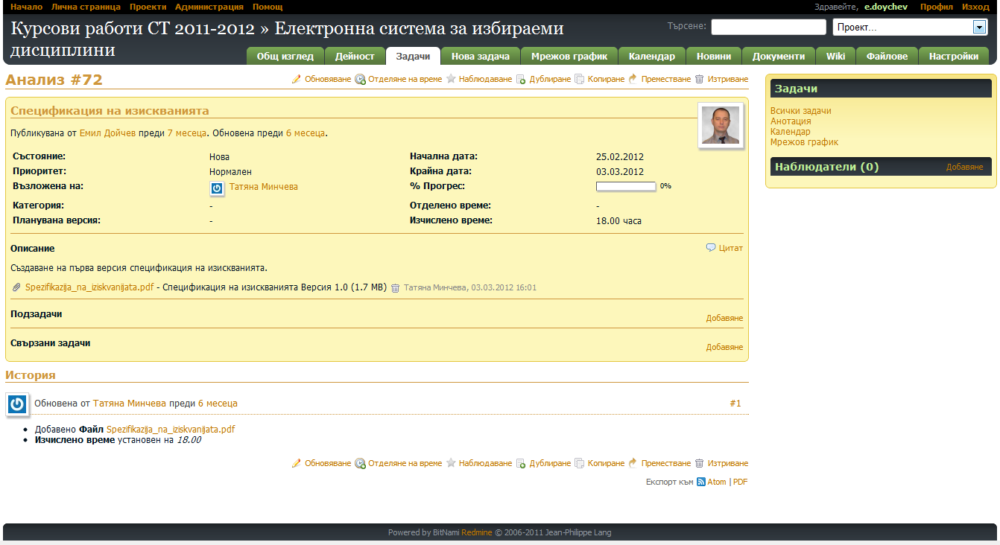 Начало Лична страница Проекти Администрация Помощ
Здравейте, e.doychev Профил Изход
Курсови работи СТ 2011-2012 » Електронна система за избираеми
дисциплини
Търсене:
Проект...
Общ изглед Дейност Задачи Нова задача Мрежов график Календар Новини Документи Wiki Файлове Настройки
Анализ #72
Обновяване Отделяне на време Наблюдаване Дублиране Копиране Преместване Изтриване
Спецификация на изискванията
Публикувана от Емил Дойчев преди 7 месеца. Обновена преди 6 месеца.
Състояние: Нова Начална дата: 25.02.2012
Приоритет: Нормален Крайна дата: 03.03.2012
Възложена на: Татяна Минчева % Прогрес: 0%
Категория: - Отделено време: -
Планувана версия: - Изчислено време: 18.00 часа
Описание Цитат
Създаване на първа версия спецификация на изискванията.
Spezifikazija_na_iziskvanijata.pdf - Спецификация на изискванията Версия 1.0 (1.7 MB) Татяна Минчева, 03.03.2012 16:01
Подзадачи Добавяне
Свързани задачи Добавяне
История
Обновена от Татяна Минчева преди 6 месеца #1
Добавено Файл Spezifikazija_na_iziskvanijata.pdf
Изчислено време установен на 18.00
Обновяване Отделяне на време Наблюдаване Дублиране Копиране Преместване Изтриване
Експорт към Atom | PDF
Задачи
Всички задачи
Анотация
Календар
Мрежов график
Наблюдатели (0) Добавяне
Powered by BitNami Redmine © 2006-2011 Jean-Philippe Lang